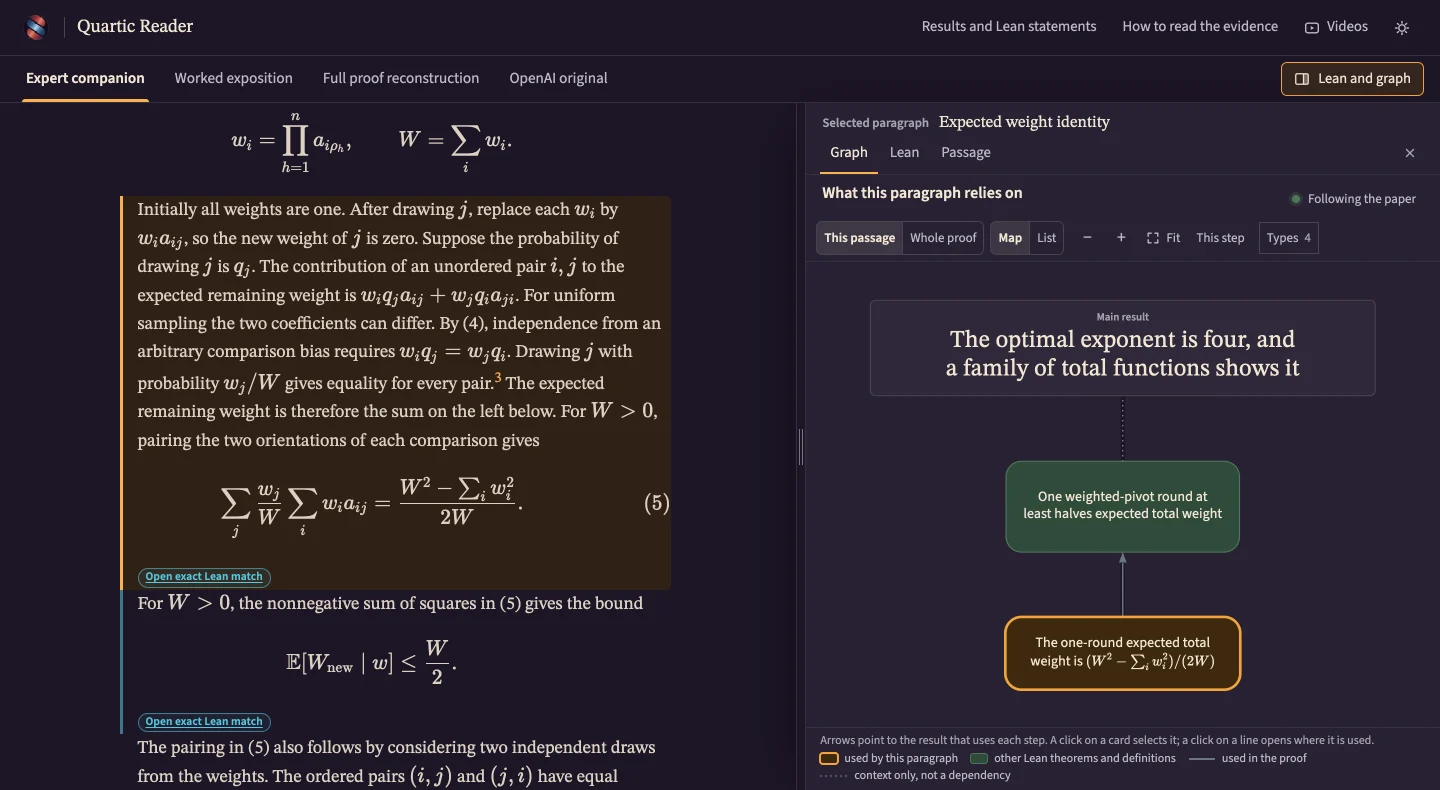 Quartic Reader
Results and Lean statements
How to read the evidence
Videos
Expert companion
Worked exposition
Full proof reconstruction
OpenAI original
Lean and graph
w_i = ∏_{h=1}^{n} a_{iρ_h},  W = ∑_i w_i.
Initially all weights are one. After drawing j, replace each w_i by
w_i a_{ij}, so the new weight of j is zero. Suppose the probability of
drawing j is q_j. The contribution of an unordered pair i, j to the
expected remaining weight is w_i q_j a_{ij} + w_j q_i a_{ji}. For uniform
sampling the two coefficients can differ. By (4), independence from an
arbitrary comparison bias requires w_i q_j = w_j q_i. Drawing j with
probability w_j/W gives equality for every pair.³ The expected
remaining weight is therefore the sum on the left below. For W > 0,
pairing the two orientations of each comparison gives
∑_j \frac{w_j}{W} ∑_i w_i a_{ij} = \frac{W² − ∑_i w_i²}{2W}. (5)
Open exact Lean match
For W > 0, the nonnegative sum of squares in (5) gives the bound
𝔼[W_new | w] ≤ \frac{W}{2}.
Open exact Lean match
The pairing in (5) also follows by considering two independent draws
from the weights. The ordered pairs (i, j) and (j, i) have equal
Selected paragraph Expected weight identity
Graph
Lean
Passage
×
What this paragraph relies on
Following the paper
This passage
Whole proof
Map
List
−
+
Fit
This step
Types 4
Main result
The optimal exponent is four, and
a family of total functions shows it
One weighted-pivot round at
least halves expected total weight
The one-round expected total
weight is (W² − ∑_i w_i²)/(2W)
Arrows point to the result that uses each step. A click on a card selects it; a click on a line opens where it is used.
used by this paragraph
other Lean theorems and definitions
used in the proof
context only, not a dependency